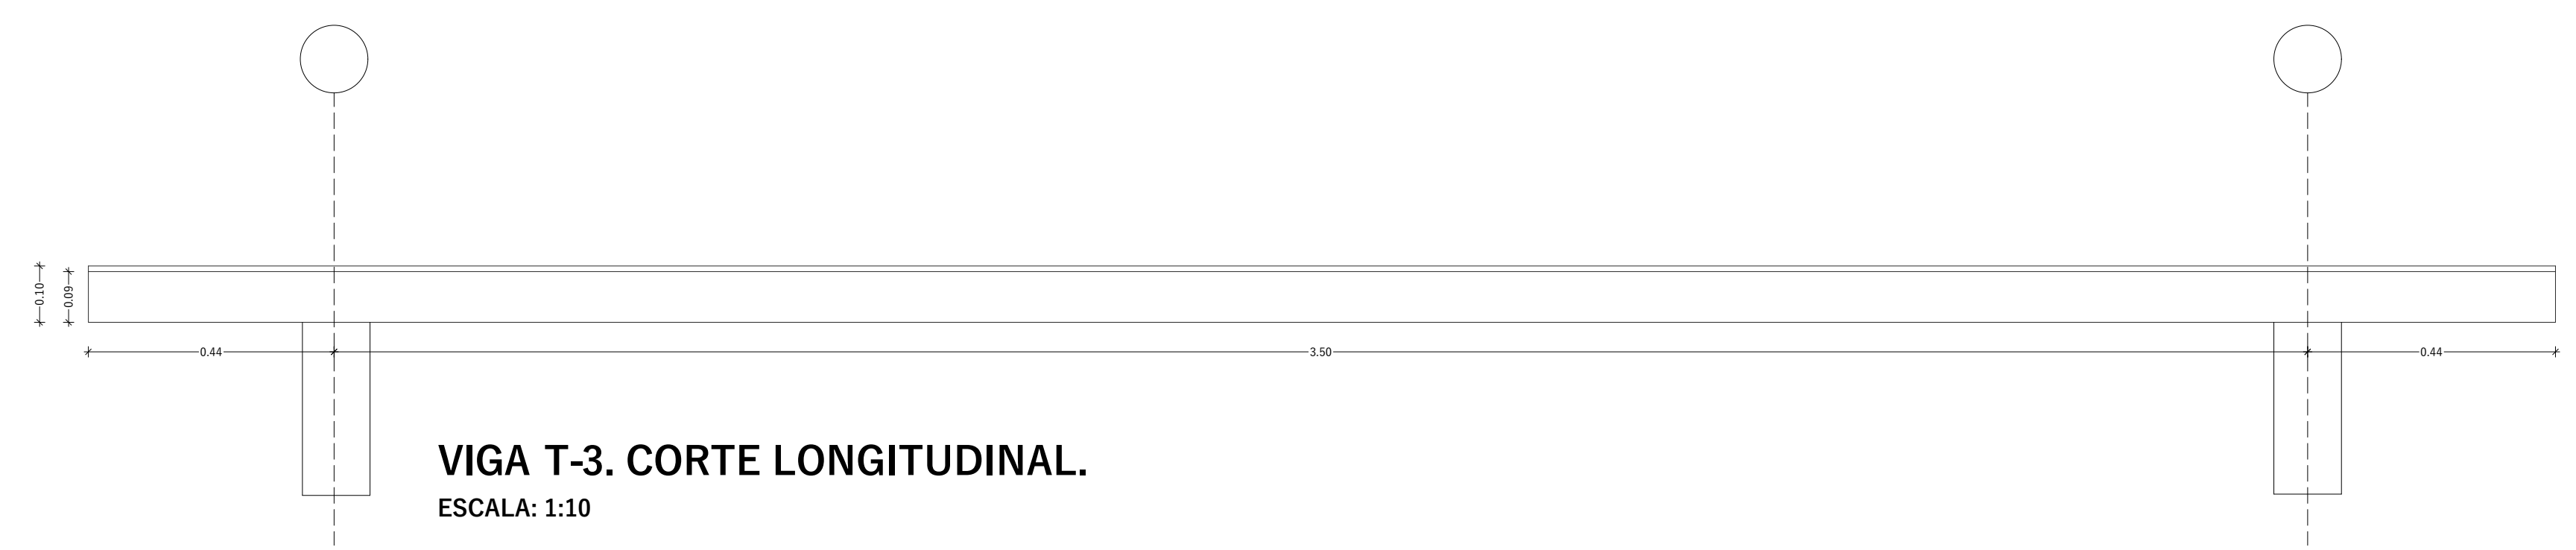 0.10
0.09
0.44
3.50
0.44
VIGA T-3. CORTE LONGITUDINAL.
ESCALA: 1:10